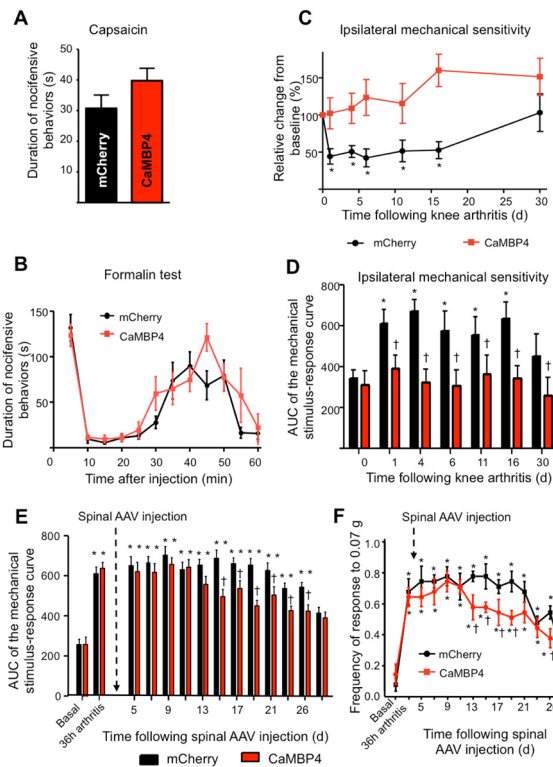 A
Capsaicin
Duration of nocifensive
behaviors (s)
50
40
30
20
10
mCherry
CaMBP4
B
Formalin test
Duration of nocifensive
behaviors (s)
150
100
50
mCherry
CaMBP4
0 10 20 30 40 50 60
Time after injection (min)
C
Ipsilateral mechanical sensitivity
Relative change from
baseline (%)
150
100
50
0 5 10 15 20 25 30
Time following knee arthritis (d)
mCherry CaMBP4
D
Ipsilateral mechanical sensitivity
AUC of the mechanical
stimulus-response curve
800
600
400
200
* * * * *
† † † † † †
0 1 4 6 11 16 30
Time following knee arthritis (d)
E
Spinal AAV injection
AUC of the mechanical
stimulus-response curve
800
600
400
200
0
Basal
36h arthritis
5 9 13 17 21 26
Time following spinal AAV injection (d)
mCherry CaMBP4
F
Spinal AAV injection
Frequency of response to 0.07 g
1.0
0.8
0.6
0.4
0.2
0
mCherry
CaMBP4
Basal
36h arthritis
5 9 13 17 21
Time following spinal
AAV injection (d)